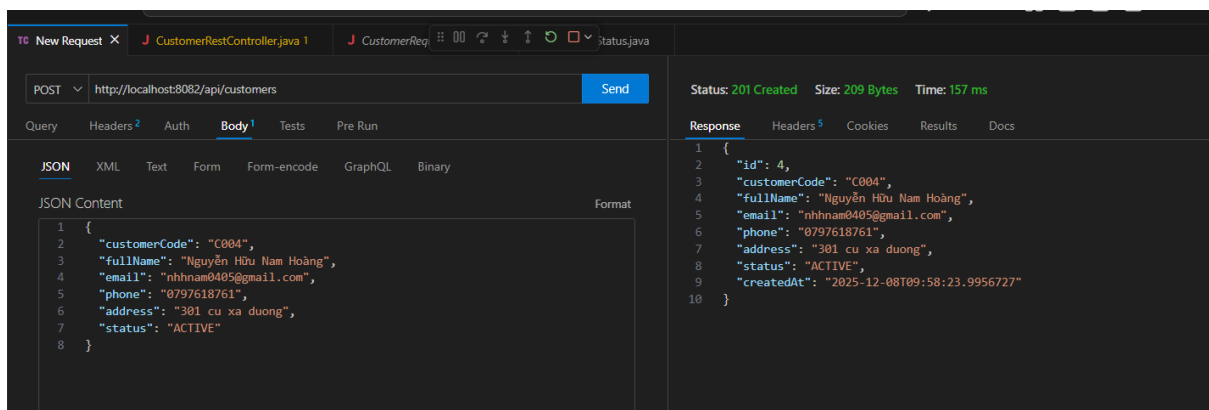 TC New Request × J CustomerRestController.java 1 J CustomerReq Status.java
POST http://localhost:8082/api/customers Send
Query Headers 2 Auth Body 1 Tests Pre Run
JSON XML Text Form Form-encode GraphQL Binary
JSON Content Format
1 {
2 "customerCode": "C004",
3 "fullName": "Nguyễn Hữu Nam Hoàng",
4 "email": "nhhnam0405@gmail.com",
5 "phone": "0797618761",
6 "address": "301 cu xa duong",
7 "status": "ACTIVE"
8 }
Status: 201 Created Size: 209 Bytes Time: 157 ms
Response Headers 5 Cookies Results Docs
1 {
2 "id": 4,
3 "customerCode": "C004",
4 "fullName": "Nguyễn Hữu Nam Hoàng",
5 "email": "nhhnam0405@gmail.com",
6 "phone": "0797618761",
7 "address": "301 cu xa duong",
8 "status": "ACTIVE",
9 "createdAt": "2025-12-08T09:58:23.9956727"
10 }